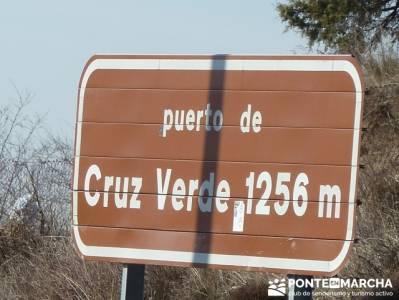 puerto de
Cruz Verde 1256 m
PONTE EN MARCHA
club de senderismo y turismo activo